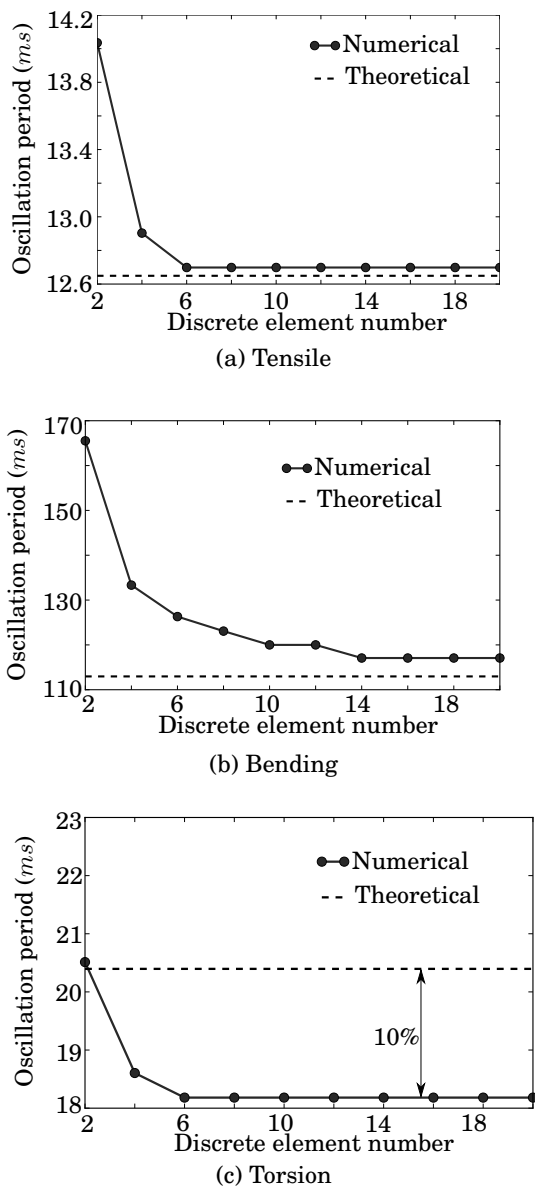 14.2
13.8
13.4
13.0
12.6
Oscillation period (ms)
Numerical
Theoretical
2 6 10 14 18
Discrete element number
(a) Tensile
170
150
130
110
Oscillation period (ms)
Numerical
Theoretical
2 6 10 14 18
Discrete element number
(b) Bending
23
22
21
20
19
18
Oscillation period (ms)
Numerical
Theoretical
10%
2 6 10 14 18
Discrete element number
(c) Torsion